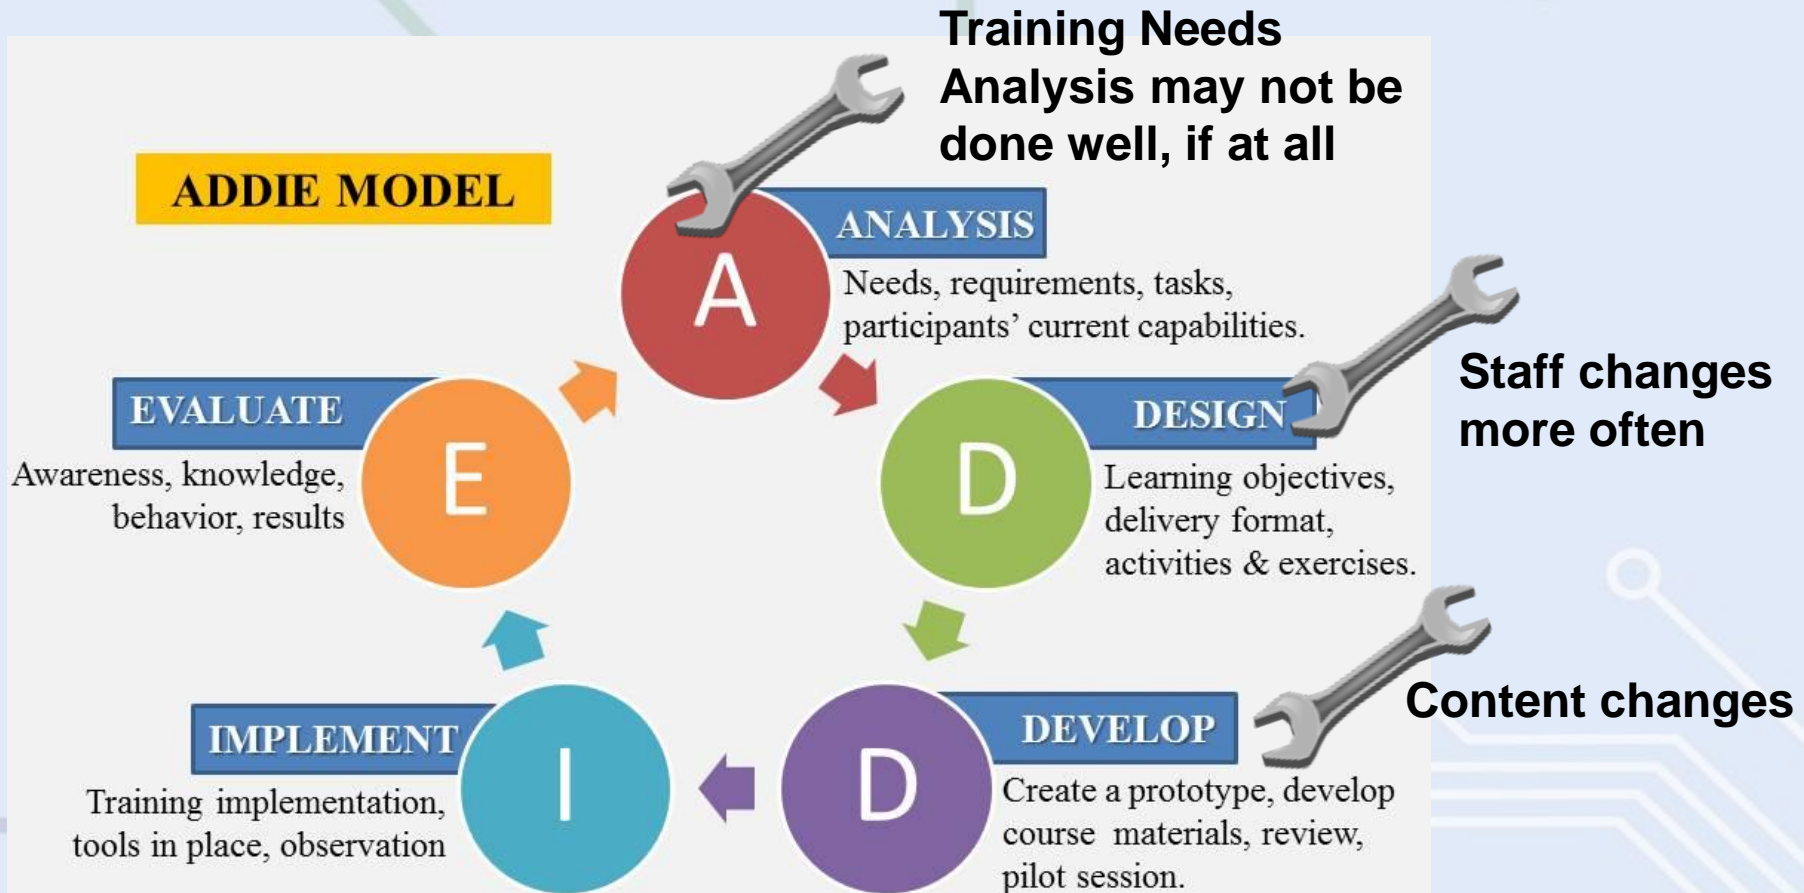 Training Needs
Analysis may not be
done well, if at all
ADDIE MODEL
A
ANALYSIS
Needs, requirements, tasks,
participants’ current capabilities.
D
DESIGN
Learning objectives,
delivery format,
activities & exercises.
Staff changes
more often
D
DEVELOP
Create a prototype, develop
course materials, review,
pilot session.
Content changes
I
IMPLEMENT
Training implementation,
tools in place, observation
E
EVALUATE
Awareness, knowledge,
behavior, results